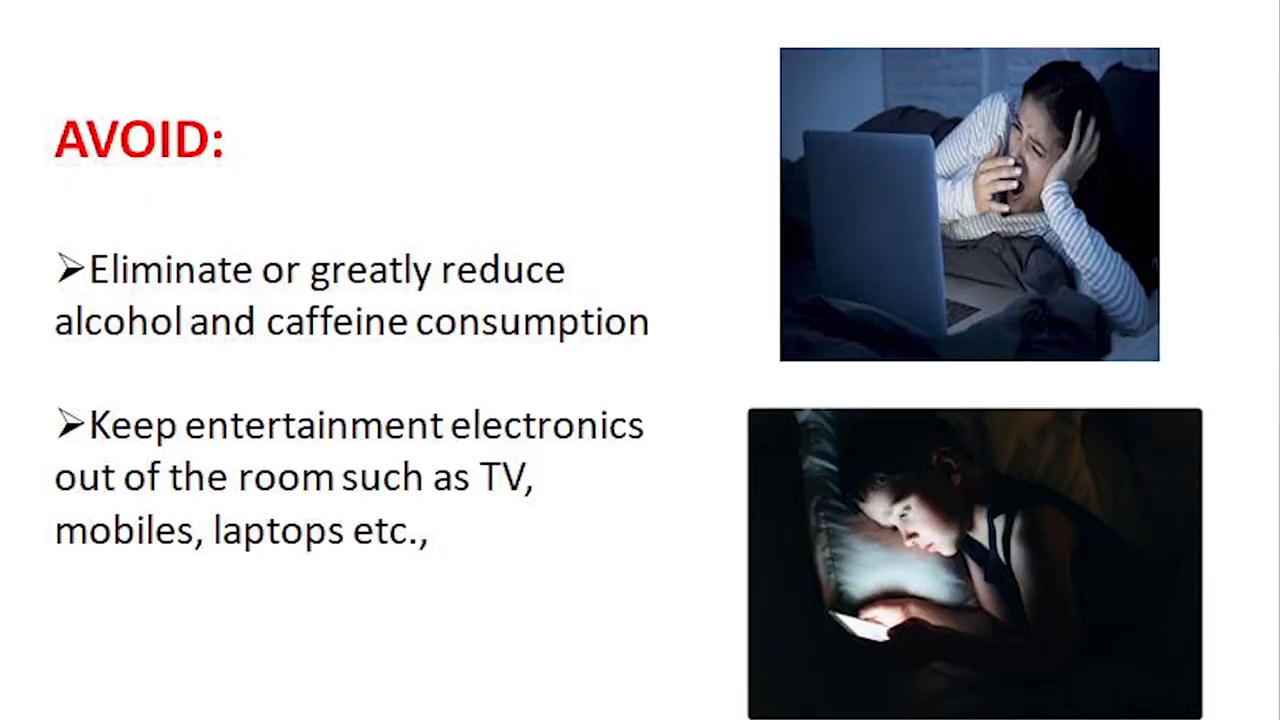 AVOID:
➢Eliminate or greatly reduce
alcohol and caffeine consumption
➢Keep entertainment electronics
out of the room such as TV,
mobiles, laptops etc.,